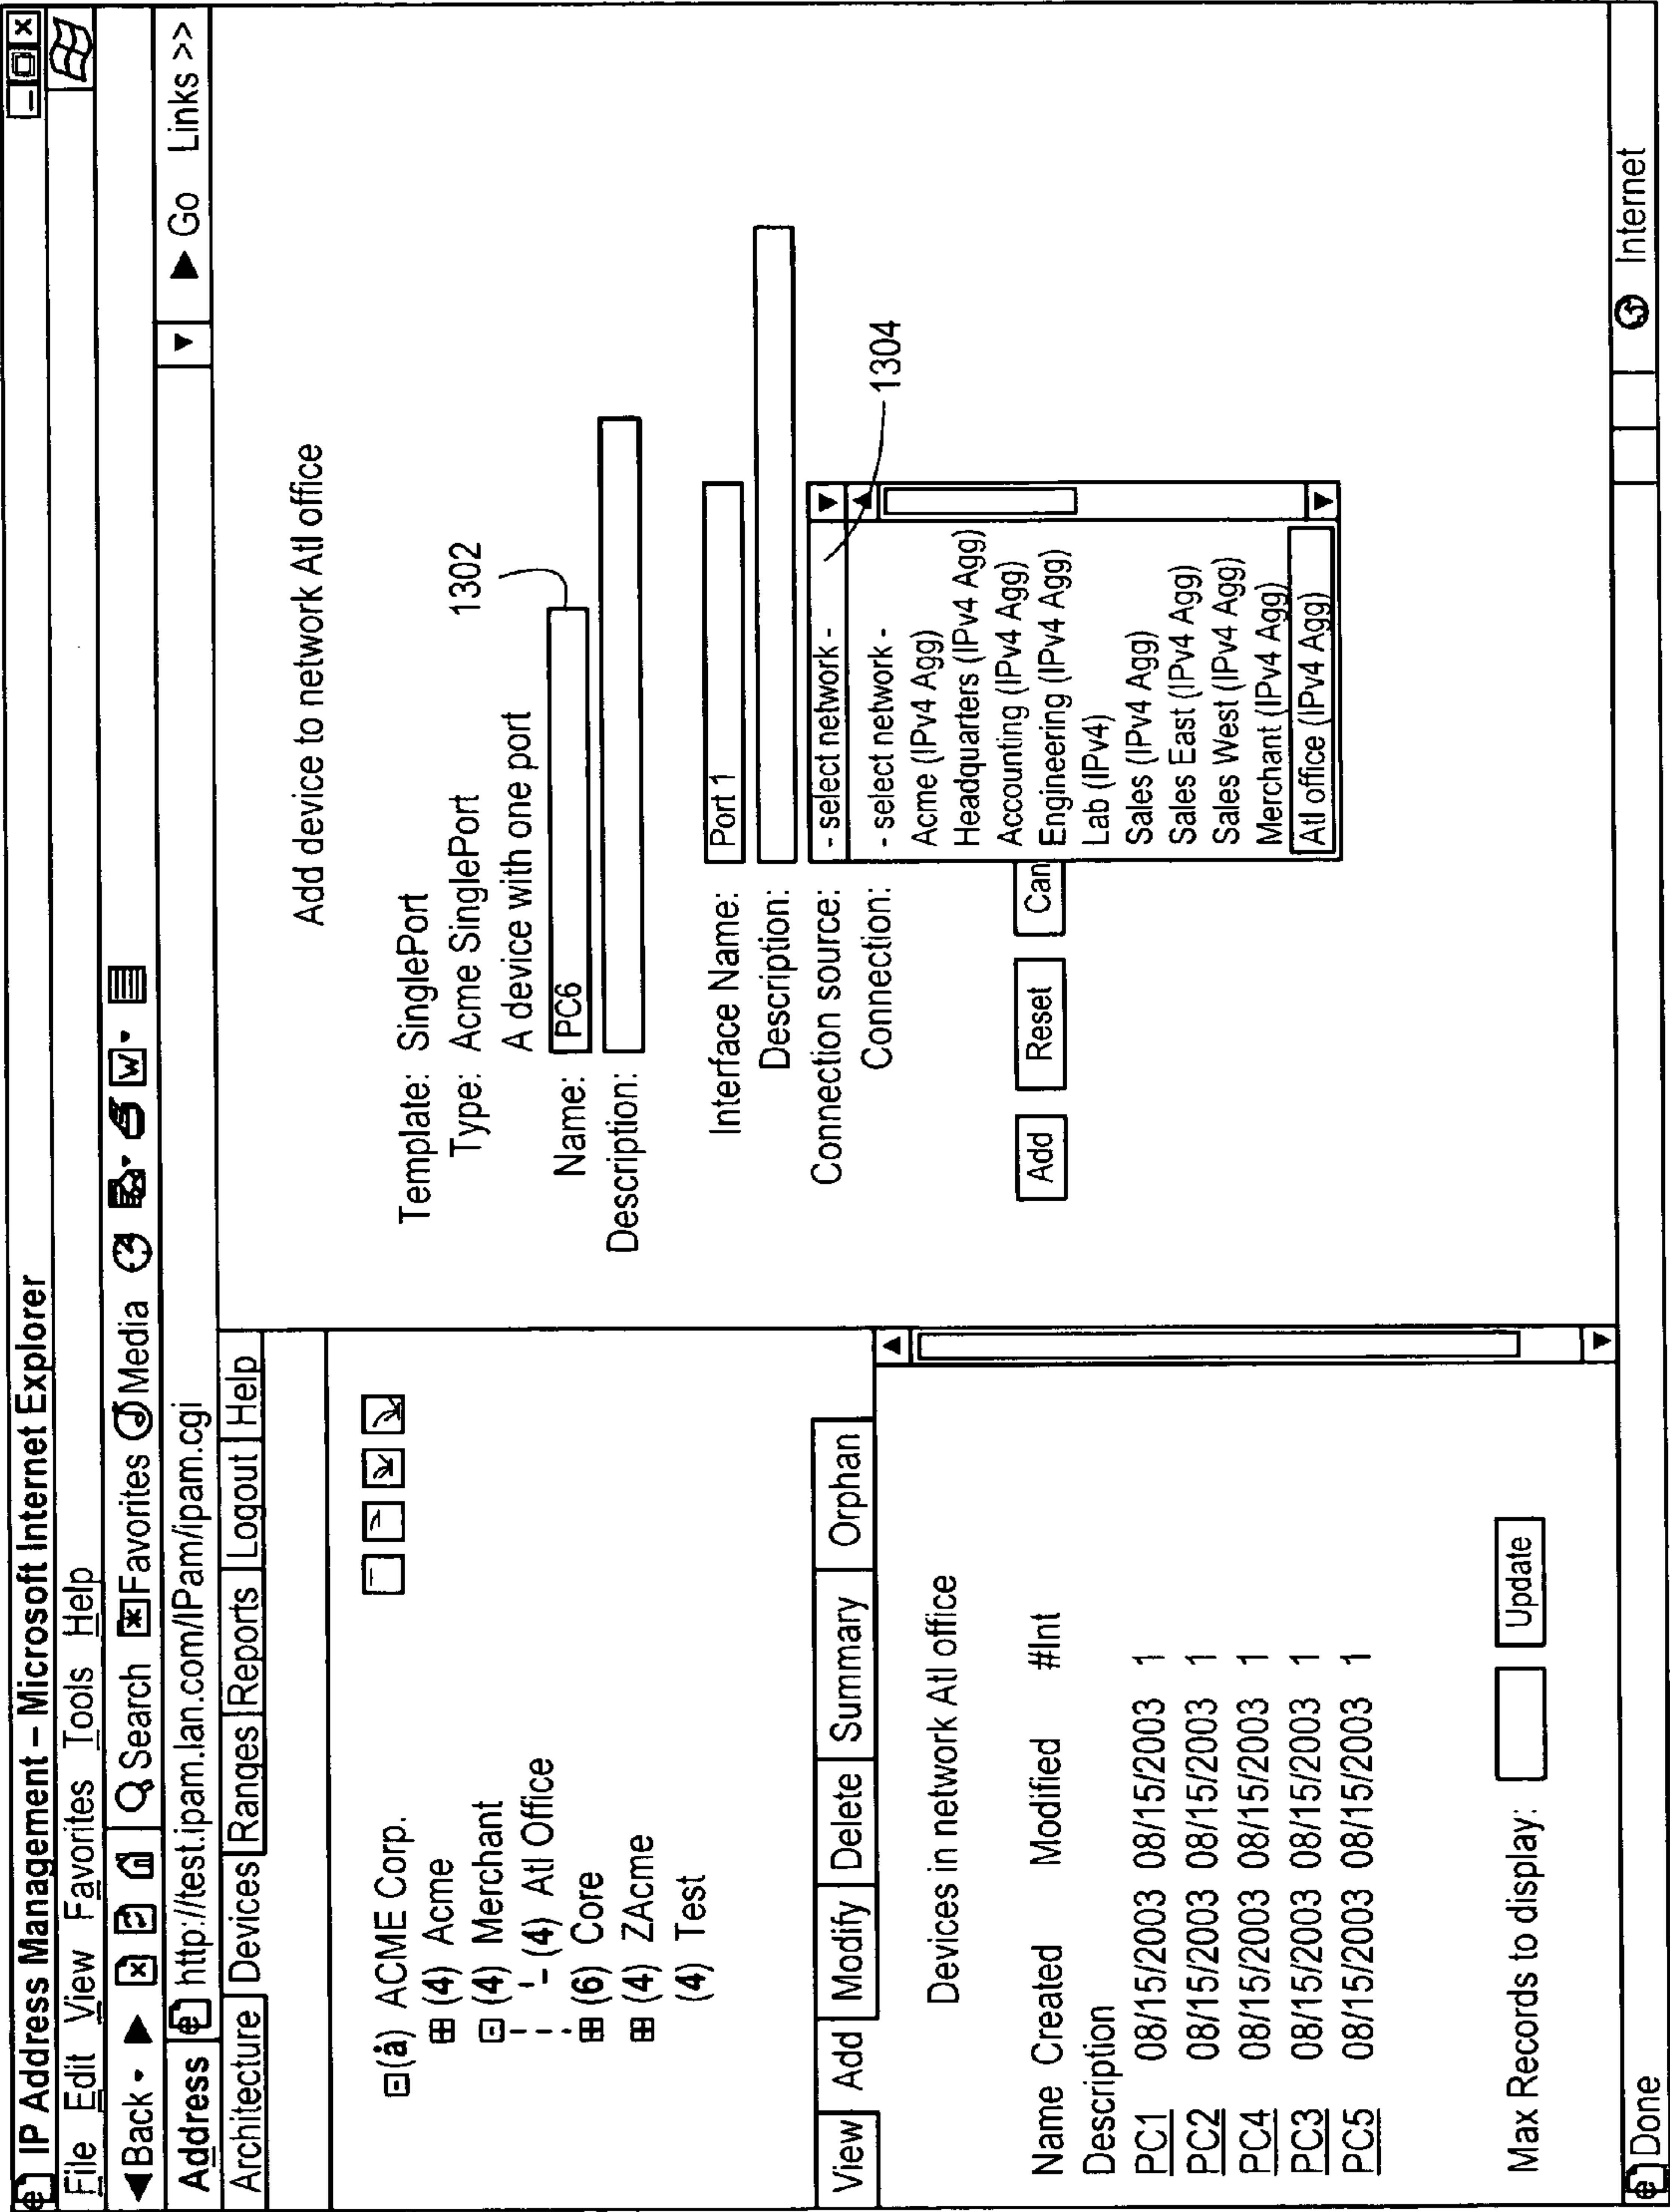 IP Address Management – Microsoft Internet Explorer
File Edit View Favorites Tools Help
Back Search Favorites Media W
Address http://test.ipam.lan.com/IPam/ipam.cgi Go Links >>
Architecture Devices Ranges Reports Logout Help
(a) ACME Corp.
(4) Acme
(4) Merchant
(4) Atl Office
(6) Core
(4) ZAcme
(4) Test
View Add Modify Delete Summary Orphan
Devices in network Atl office
Name Created Modified #Int
Description
PC1 08/15/2003 08/15/2003 1
PC2 08/15/2003 08/15/2003 1
PC4 08/15/2003 08/15/2003 1
PC3 08/15/2003 08/15/2003 1
PC5 08/15/2003 08/15/2003 1
Max Records to display: Update
Add device to network Atl office
Template: SinglePort
Type: Acme SinglePort
A device with one port
1302
Name: PC6
Description:
Interface Name: Port 1
Description:
Connection source: - select network -
1304
Connection: - select network -
Acme (IPv4 Agg)
Headquarters (IPv4 Agg)
Accounting (IPv4 Agg)
Engineering (IPv4 Agg)
Lab (IPv4)
Sales (IPv4 Agg)
Sales East (IPv4 Agg)
Sales West (IPv4 Agg)
Merchant (IPv4 Agg)
Atl office (IPv4 Agg)
Add Reset Can
Done Internet